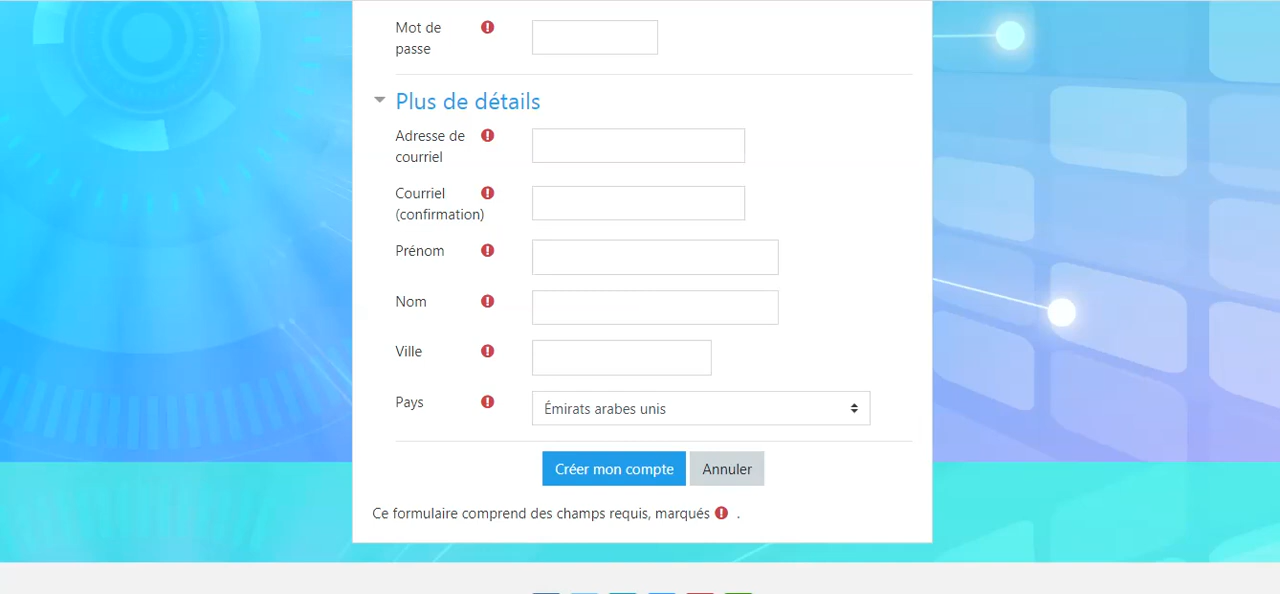 Mot de
passe
Plus de détails
Adresse de
courriel
Courriel
(confirmation)
Prénom
Nom
Ville
Pays
Émirats arabes unis
Créer mon compte Annuler
Ce formulaire comprend des champs requis, marqués .